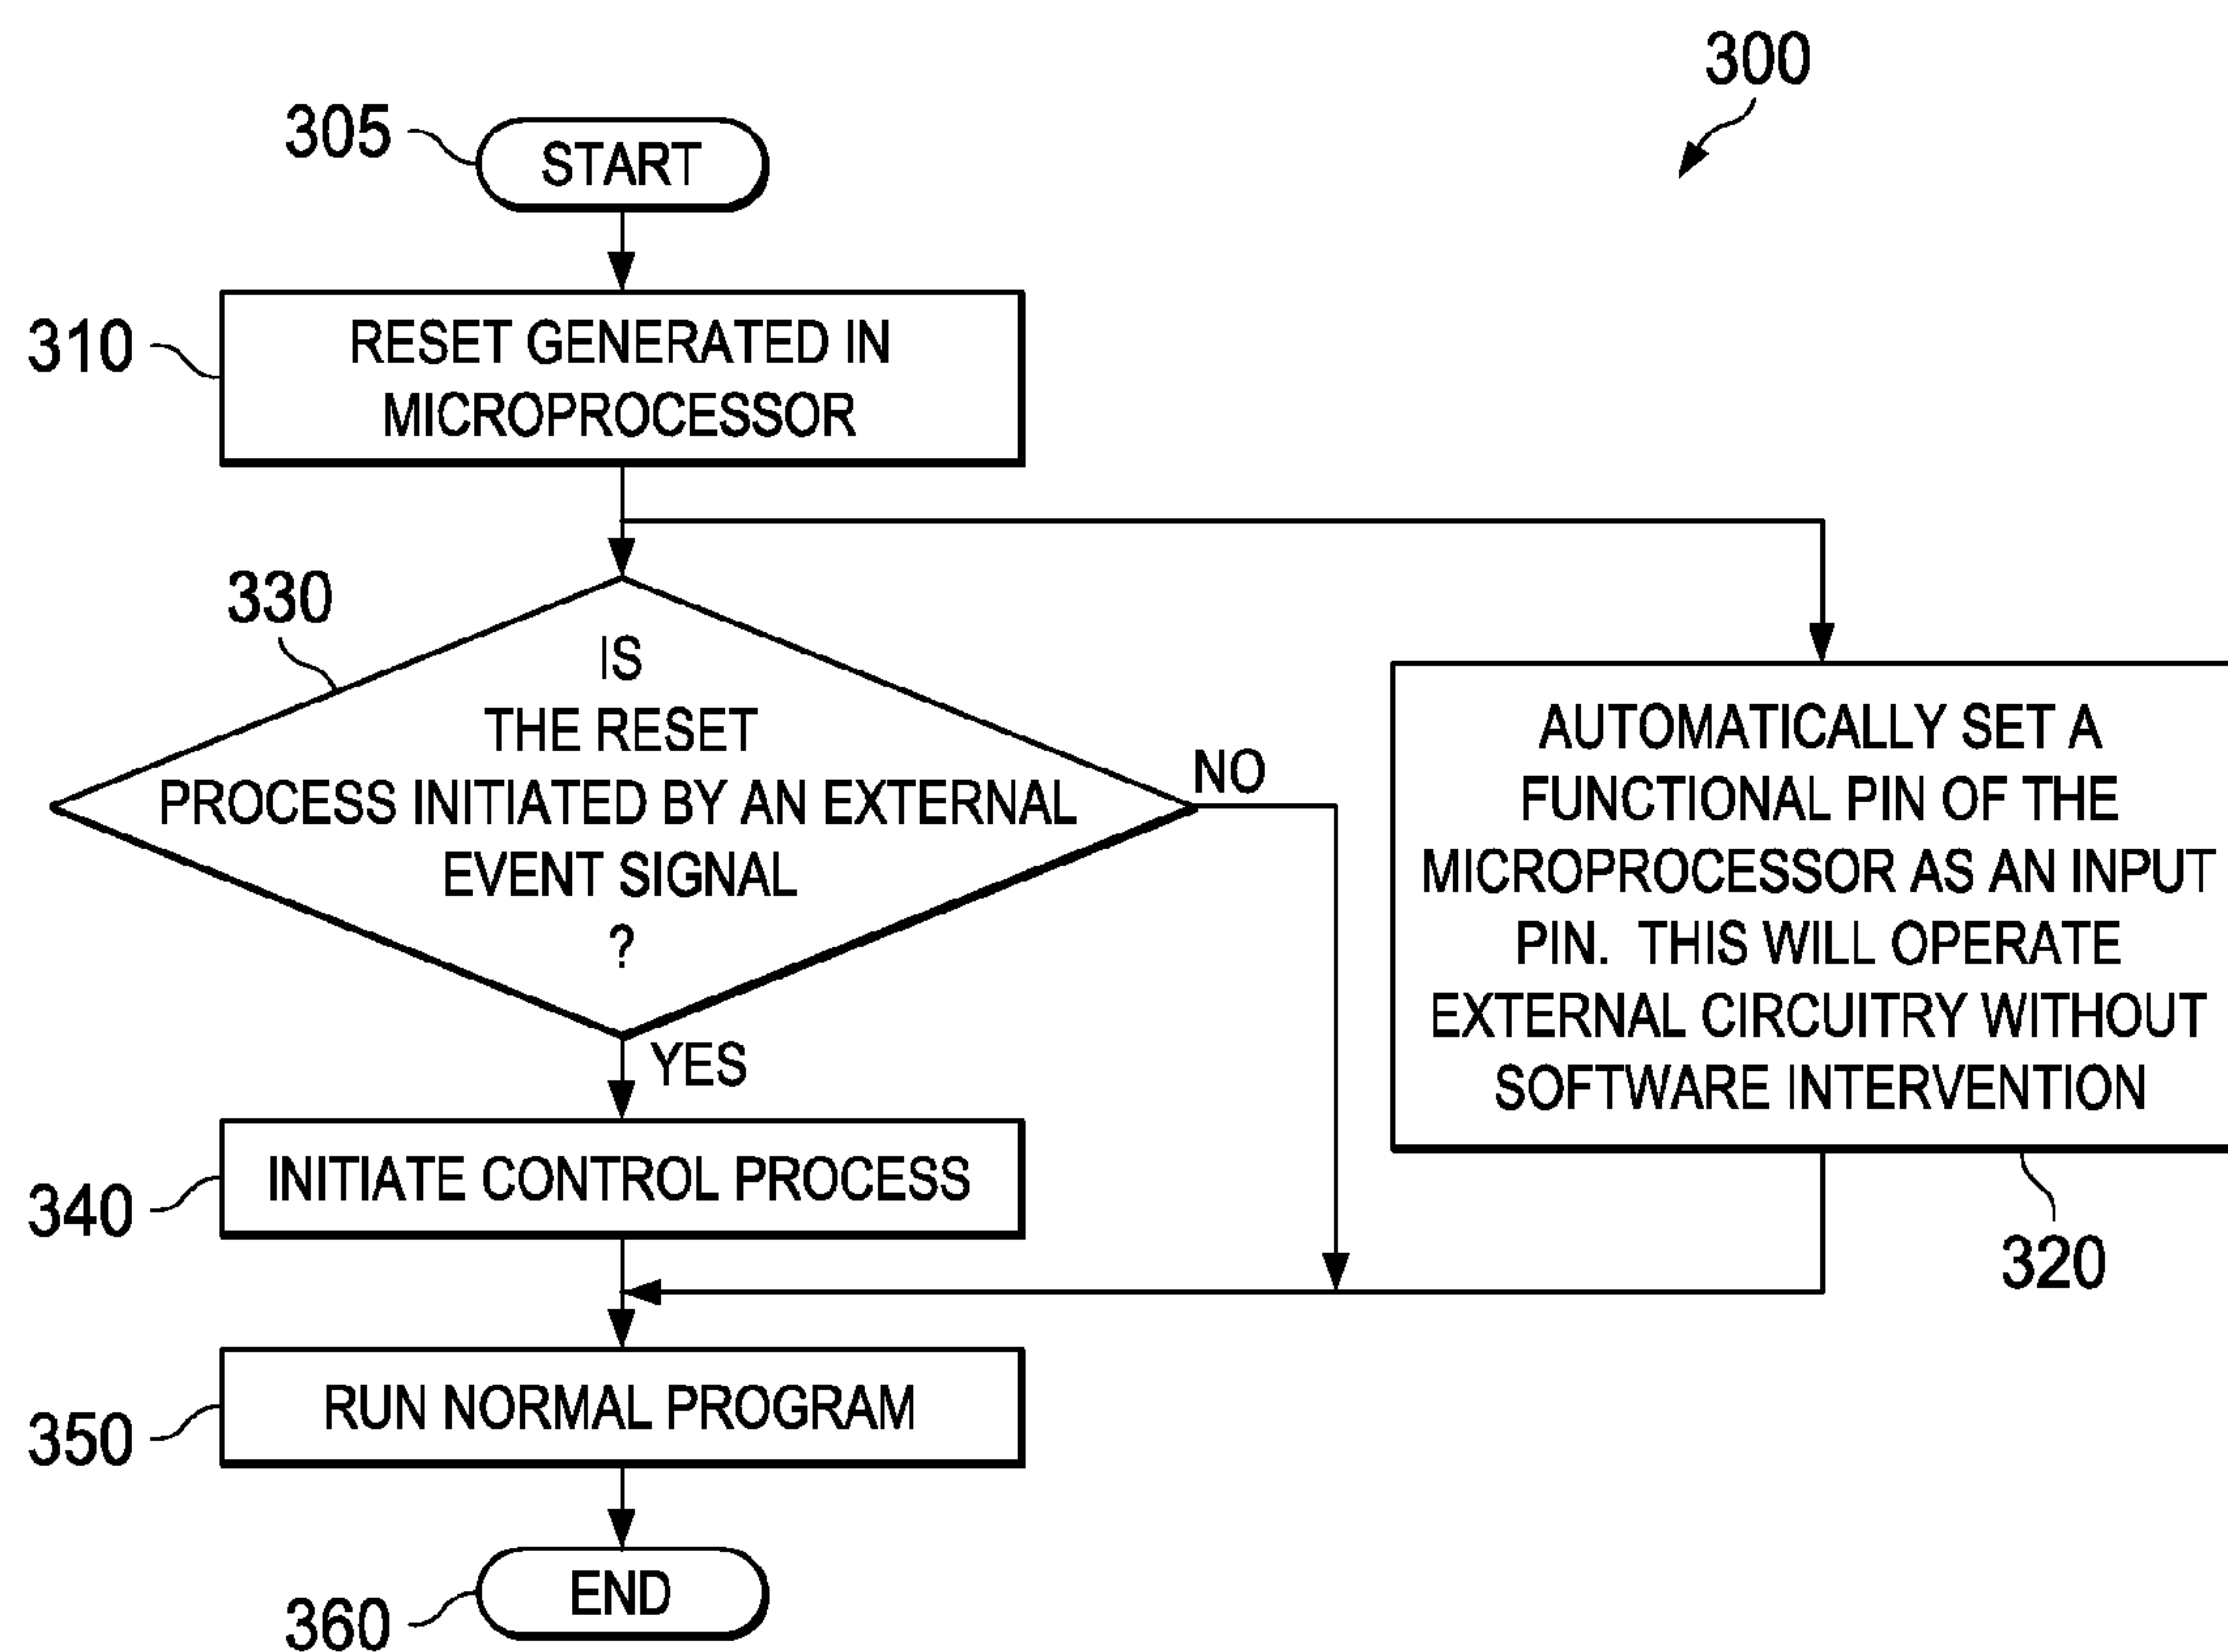 300
305
START
310
RESET GENERATED IN
MICROPROCESSOR
330
IS
THE RESET
PROCESS INITIATED BY AN EXTERNAL
EVENT SIGNAL
?
NO
YES
AUTOMATICALLY SET A
FUNCTIONAL PIN OF THE
MICROPROCESSOR AS AN INPUT
PIN. THIS WILL OPERATE
EXTERNAL CIRCUITRY WITHOUT
SOFTWARE INTERVENTION
320
340
INITIATE CONTROL PROCESS
350
RUN NORMAL PROGRAM
360
END